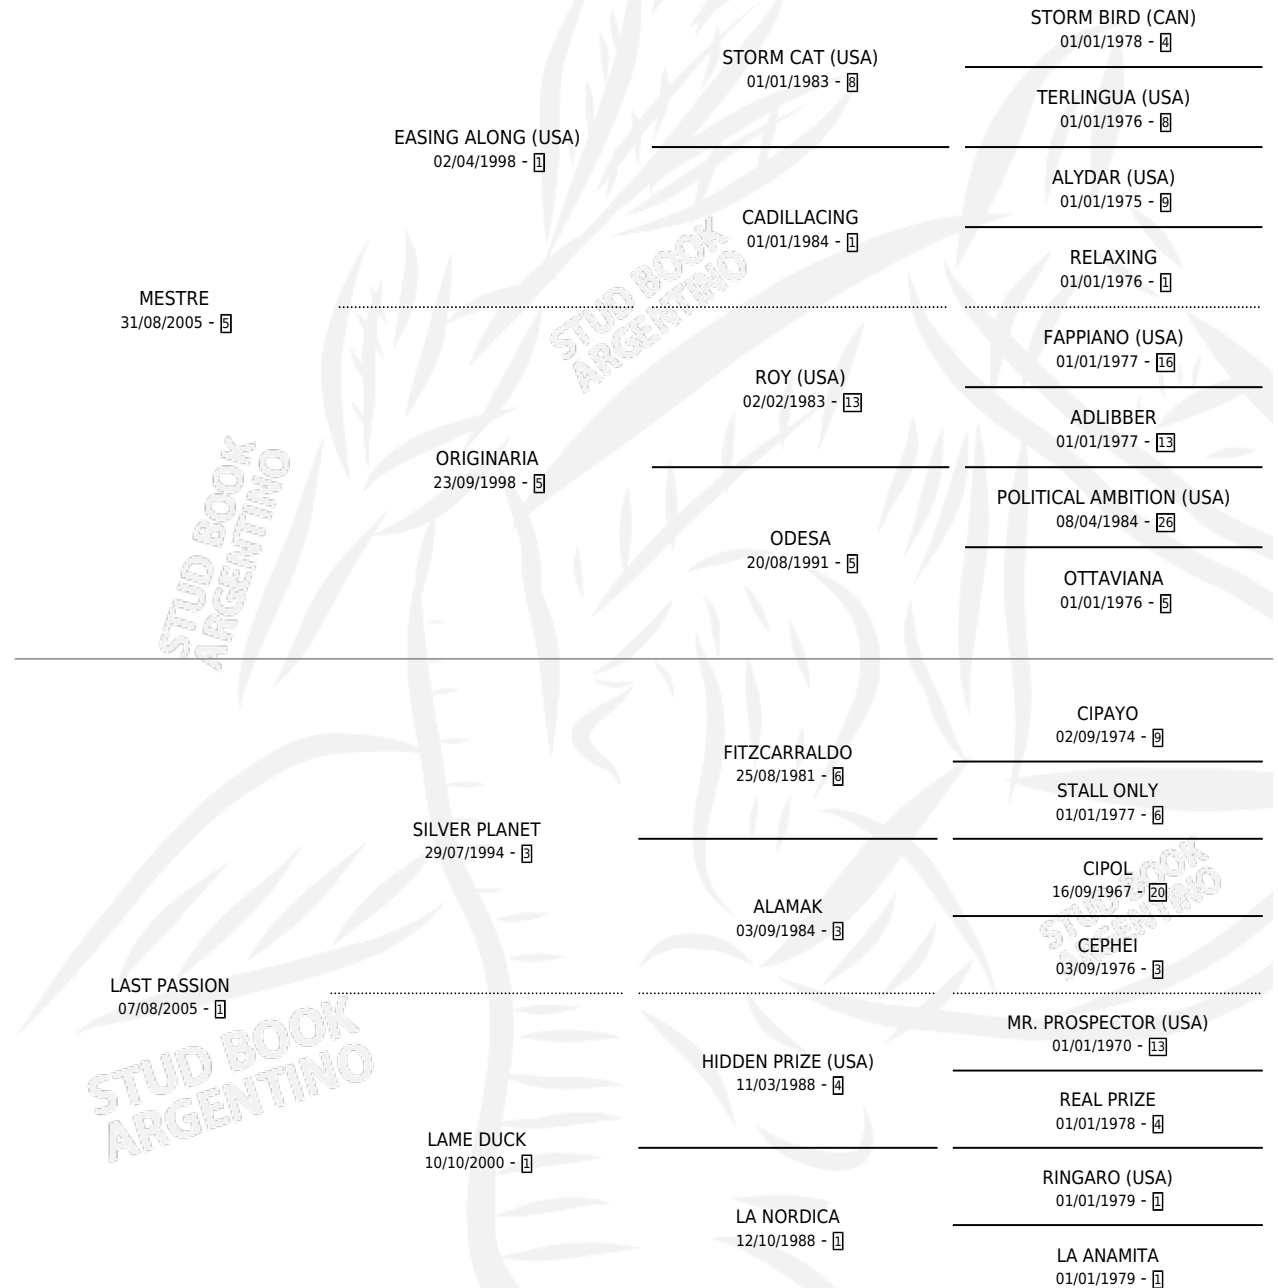 STORM BIRD (CAN)
01/01/1978 - 4
STORM CAT (USA)
01/01/1983 - 8
TERLINGUA (USA)
01/01/1976 - 8
EASING ALONG (USA)
02/04/1998 - 1
ALYDAR (USA)
01/01/1975 - 9
CADILLACING
01/01/1984 - 1
RELAXING
01/01/1976 - 1
MESTRE
31/08/2005 - 5
STUD BOOK
ARGENTINO
FAPPIANO (USA)
01/01/1977 - 16
ROY (USA)
02/02/1983 - 13
ADLIBBER
01/01/1977 - 13
ORIGINARIA
23/09/1998 - 5
POLITICAL AMBITION (USA)
08/04/1984 - 26
ODESA
20/08/1991 - 5
OTTAVIANA
01/01/1976 - 5
STUD BOOK
ARGENTINO
CIPAYO
02/09/1974 - 9
FITZCARRALDO
25/08/1981 - 6
STALL ONLY
01/01/1977 - 6
SILVER PLANET
29/07/1994 - 3
CIPOL
16/09/1967 - 20
ALAMAK
03/09/1984 - 3
STUD BOOK
ARGENTINO
CEPHEI
03/09/1976 - 3
LAST PASSION
07/08/2005 - 1
MR. PROSPECTOR (USA)
01/01/1970 - 13
STUD BOOK
ARGENTINO
HIDDEN PRIZE (USA)
11/03/1988 - 4
REAL PRIZE
01/01/1978 - 4
LAME DUCK
10/10/2000 - 1
RINGARO (USA)
01/01/1979 - 1
LA NORDICA
12/10/1988 - 1
LA ANAMITA
01/01/1979 - 1